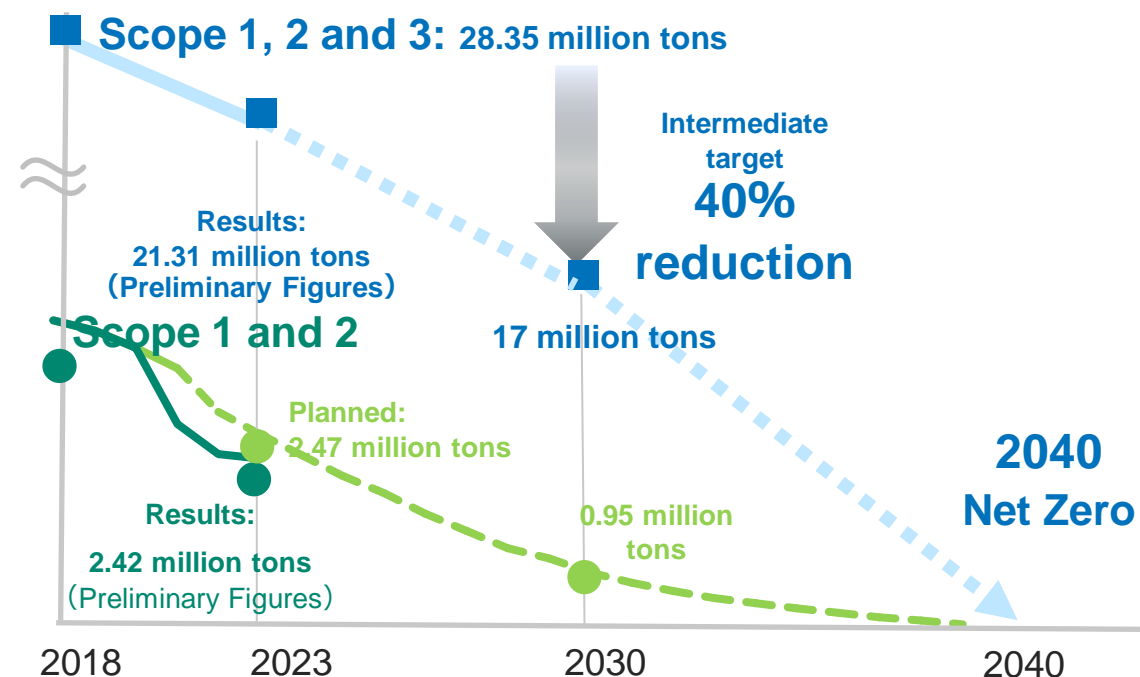 Scope 1, 2 and 3: 28.35 million tons
Intermediate
target
40%
reduction
Results:
21.31 million tons
（Preliminary Figures）
Scope 1 and 2
17 million tons
Planned:
2.47 million tons
Results:
2.42 million tons
（Preliminary Figures）
0.95 million
tons
2040
Net Zero
2018
2023
2030
2040